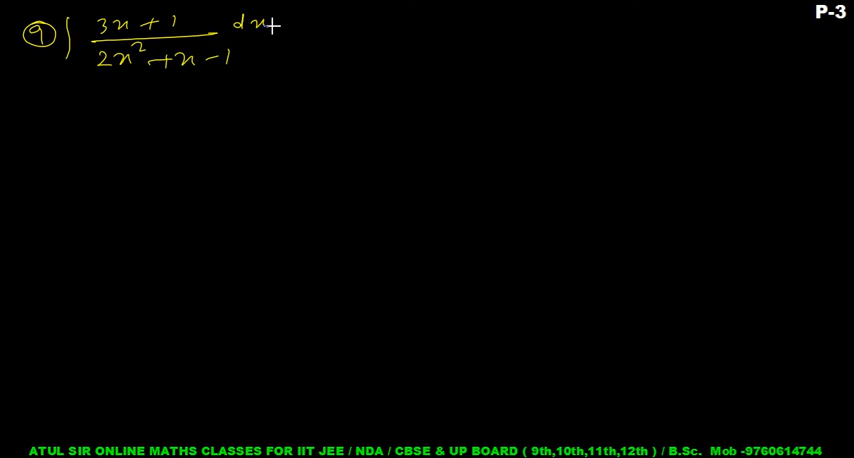 P-3
⑨ ∫ (3x + 1)/(2x² + x - 1) dx
ATUL SIR ONLINE MATHS CLASSES FOR IIT JEE / NDA / CBSE & UP BOARD ( 9th,10th,11th,12th ) / B.Sc. Mob -9760614744